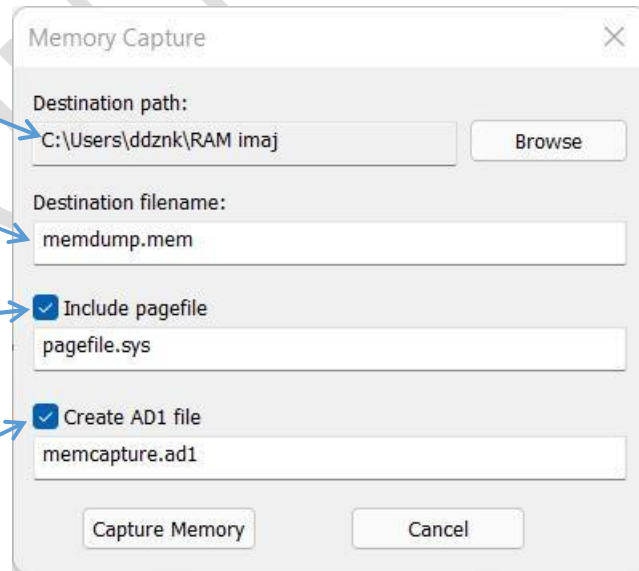 Memory Capture
Destination path:
C:\Users\ddznk\RAM imaj
Browse
Destination filename:
memdump.mem
Include pagefile
pagefile.sys
Create AD1 file
memcapture.ad1
Capture Memory
Cancel